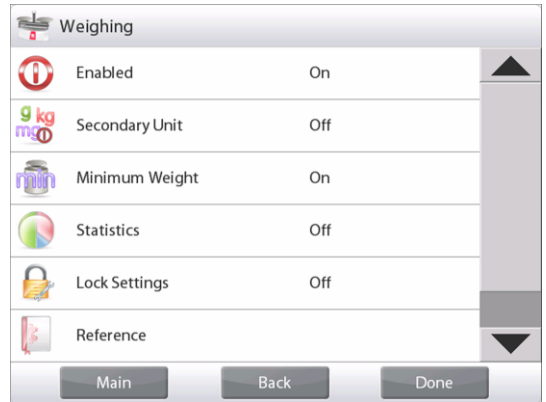 Weighing
Enabled On
g kg
mg
Secondary Unit Off
min
Minimum Weight On
Statistics Off
Lock Settings Off
Reference
Main Back Done